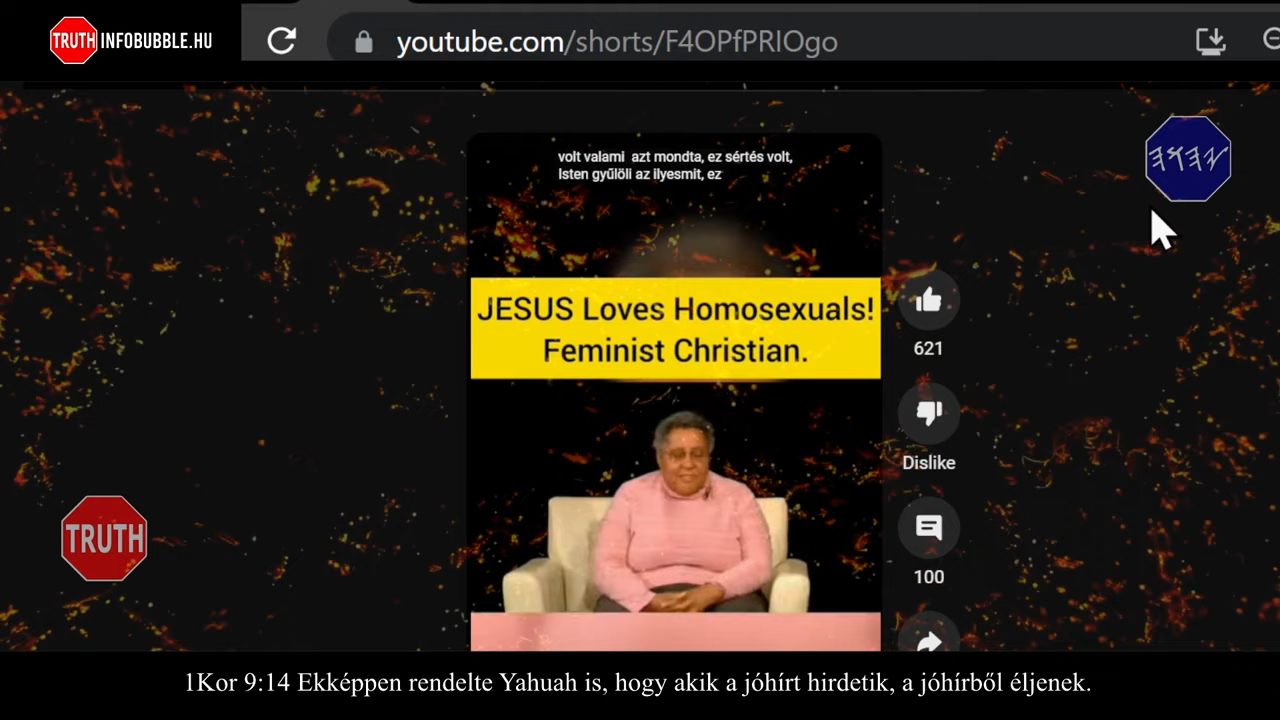 TRUTHINFOBUBBLE.HU
youtube.com/shorts/F4OPfPRIOgo
volt valami azt mondta, ez sértés volt,
Isten gyűlöli az ilyesmit, ez
𐤉𐤄𐤅𐤄
JESUS Loves Homosexuals!
Feminist Christian.
621
Dislike
TRUTH
100
1Kor 9:14 Ekképpen rendelte Yahuah is, hogy akik a jóhírt hirdetik, a jóhírből éljenek.